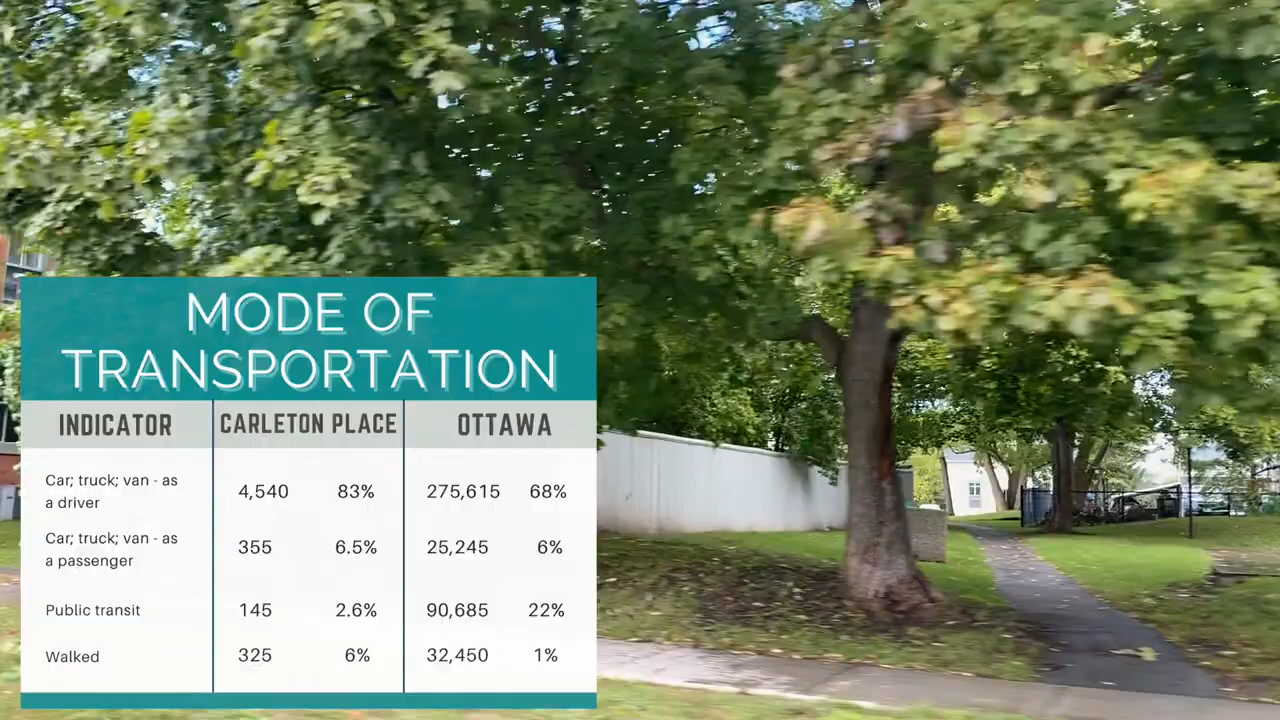 MODE OF
TRANSPORTATION
INDICATOR CARLETON PLACE OTTAWA
Car; truck; van - as
a driver
4,540 83% 275,615 68%
Car; truck; van - as
a passenger
355 6.5% 25,245 6%
Public transit 145 2.6% 90,685 22%
Walked 325 6% 32,450 1%